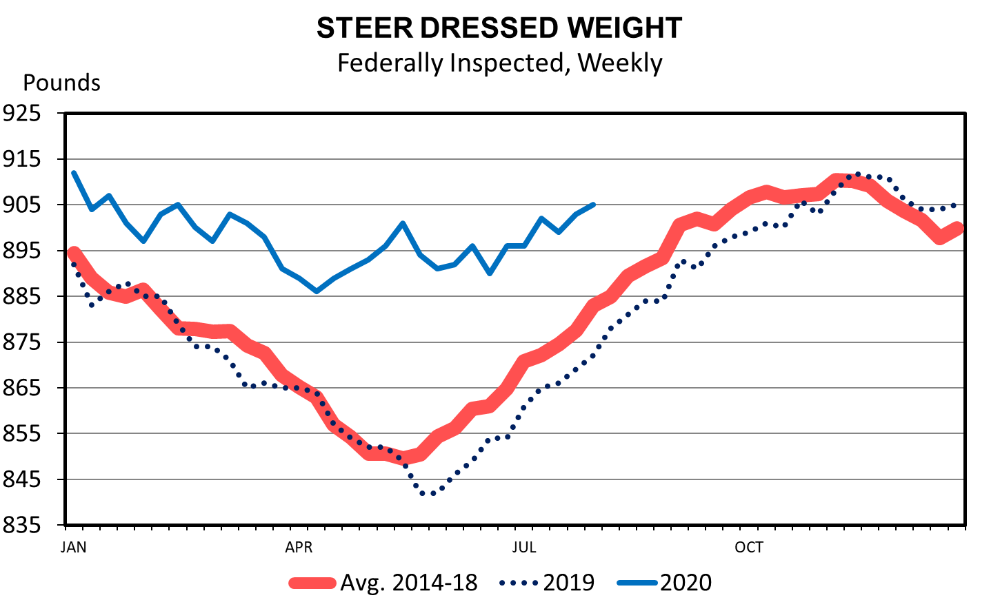 STEER DRESSED WEIGHT
Federally Inspected, Weekly
Pounds
925
915
905
895
885
875
865
855
845
835
JAN APR JUL OCT
Avg. 2014-18 2019 2020